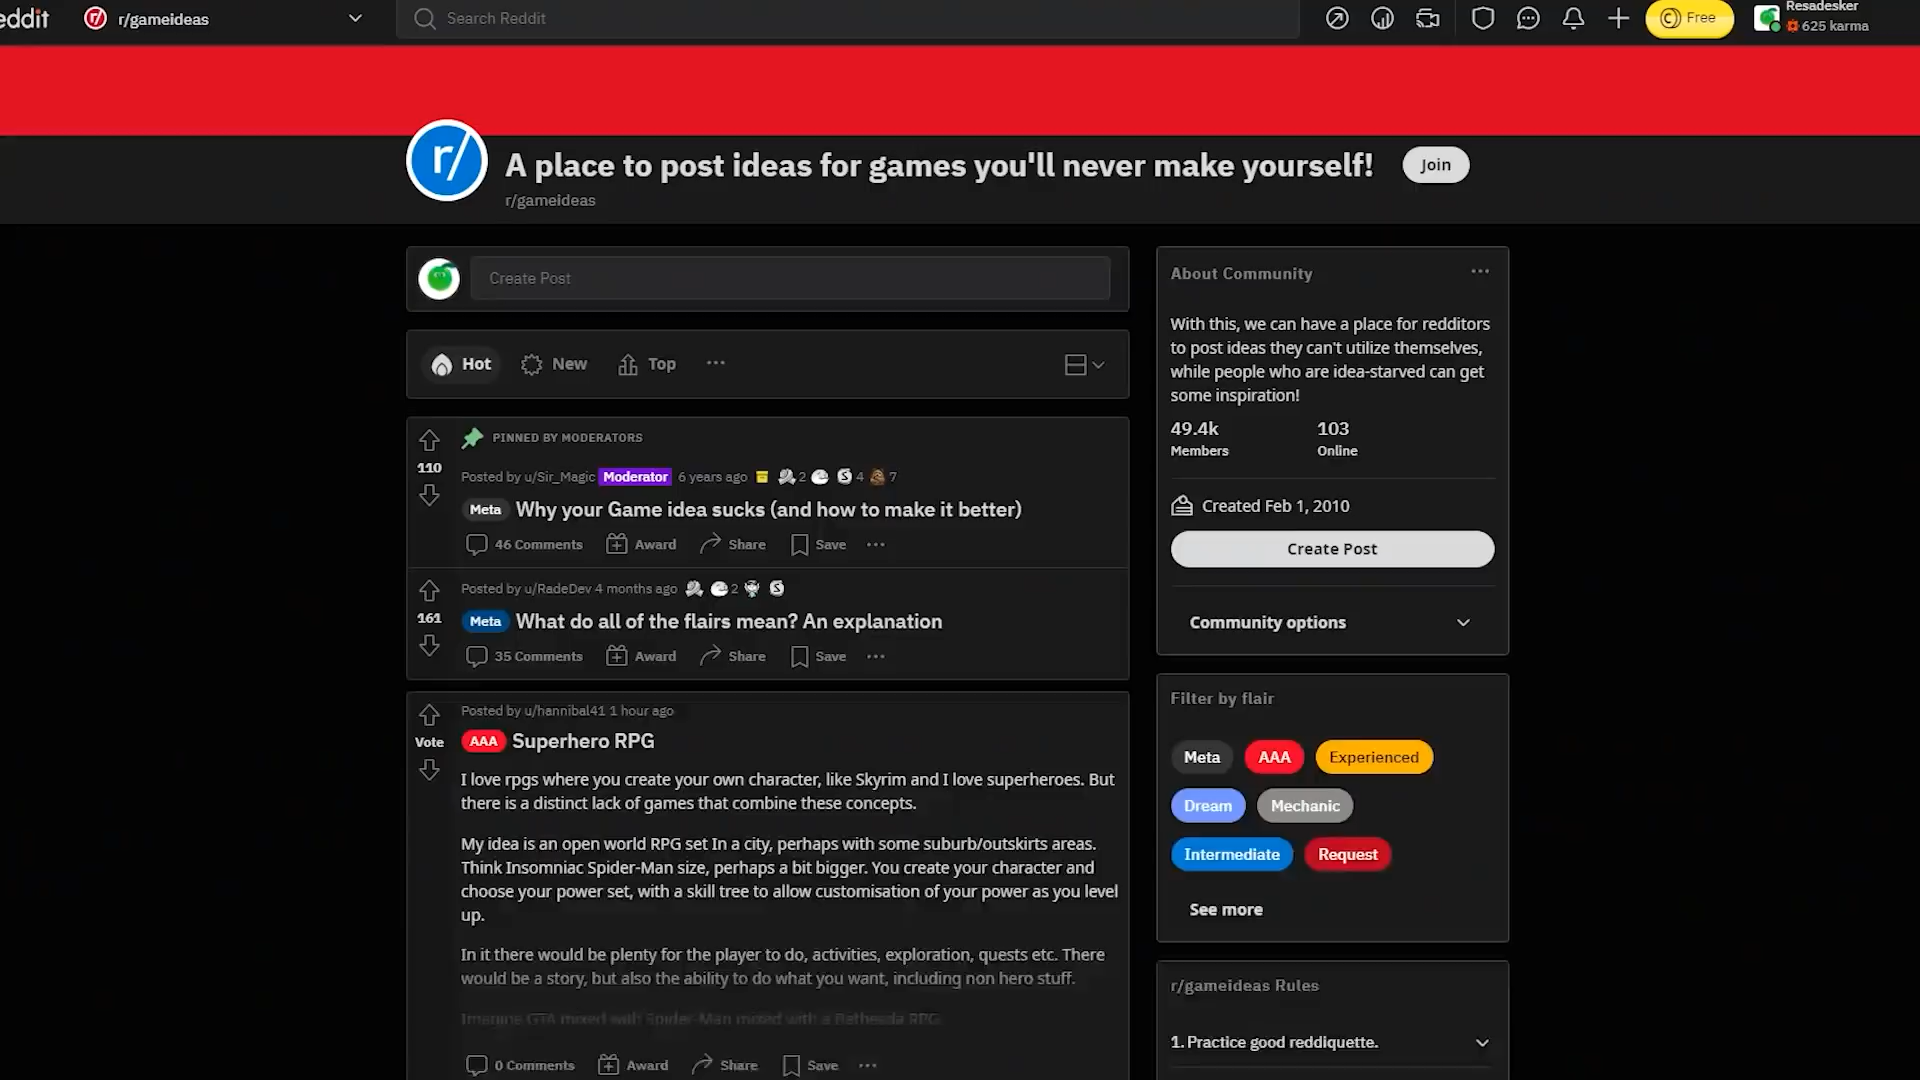 eddit
r/gameideas
Search Reddit
Free
Resadesker
625 karma
r/
A place to post ideas for games you'll never make yourself!
Join
r/gameideas
Create Post
Hot
New
Top
PINNED BY MODERATORS
110
Posted by u/Sir_Magic Moderator 6 years ago 2 4 7
Meta Why your Game idea sucks (and how to make it better)
46 Comments Award Share Save
Posted by u/RadeDev 4 months ago 2
161
Meta What do all of the flairs mean? An explanation
35 Comments Award Share Save
Posted by u/hannibal41 1 hour ago
Vote
AAA Superhero RPG
I love rpgs where you create your own character, like Skyrim and I love superheroes. But
there is a distinct lack of games that combine these concepts.
My idea is an open world RPG set In a city, perhaps with some suburb/outskirts areas.
Think Insomniac Spider-Man size, perhaps a bit bigger. You create your character and
choose your power set, with a skill tree to allow customisation of your power as you level
up.
In it there would be plenty for the player to do, activities, exploration, quests etc. There
would be a story, but also the ability to do what you want, including non hero stuff.
Imagine GTA mixed with Spider-Man mixed with a Bethesda RPG.
0 Comments Award Share Save
About Community
With this, we can have a place for redditors
to post ideas they can't utilize themselves,
while people who are idea-starved can get
some inspiration!
49.4k 103
Members Online
Created Feb 1, 2010
Create Post
Community options
Filter by flair
Meta AAA Experienced
Dream Mechanic
Intermediate Request
See more
r/gameideas Rules
1. Practice good reddiquette.